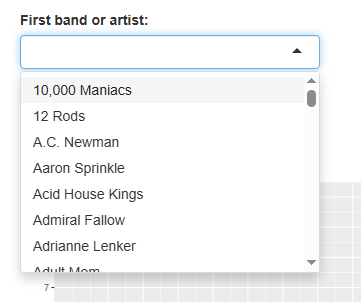 First band or artist:
10,000 Maniacs
12 Rods
A.C. Newman
Aaron Sprinkle
Acid House Kings
Admiral Fallow
Adrianne Lenker
Adult Mom
7